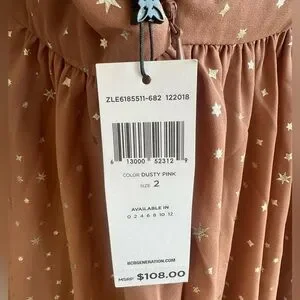 ZLE6185511-682 122018
6 13000 52312 9
COLOR DUSTY PINK
SIZE 2
AVAILABLE IN
0 2 4 6 8 10 12
BCBGENERATION.COM
MSRP $108.00